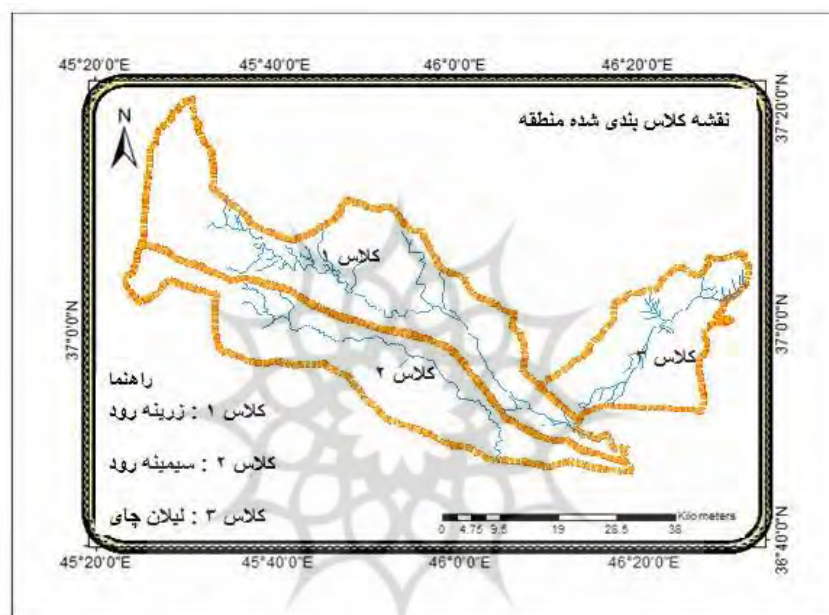 45°20'0"E 45°40'0"E 46°0'0"E 46°20'0"E
37°20'0"N
N
نقشه کلاس بندی شده منطقه
کلاس ۱
37°0'0"N
37°0'0"N
کلاس ۳
کلاس ۲
راهنما
کلاس ۱ : زرینه رود
کلاس ۲ : سیمینه رود
کلاس ۳ : لیلان چای
Kilometers
0 4.75 9.5 19 28.5 38
36°40'0"N
45°20'0"E 45°40'0"E 46°0'0"E 46°20'0"E